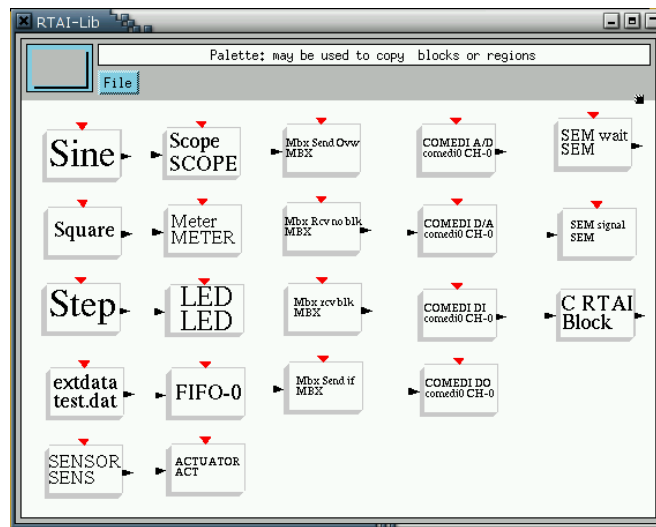 RTAI-Lib
Palette: may be used to copy blocks or regions
File
Sine
Scope
SCOPE
Mbx Send Ovw
MBX
COMEDI A/D
comedi0 CH-0
SEM wait
SEM
Square
Meter
METER
Mbx Rcv no blk
MBX
COMEDI D/A
comedi0 CH-0
SEM signal
SEM
Step
LED
LED
Mbx rcv blk
MBX
COMEDI DI
comedi0 CH-0
C RTAI
Block
extdata
test.dat
FIFO-0
Mbx Send if
MBX
COMEDI DO
comedi0 CH-0
SENSOR
SENS
ACTUATOR
ACT